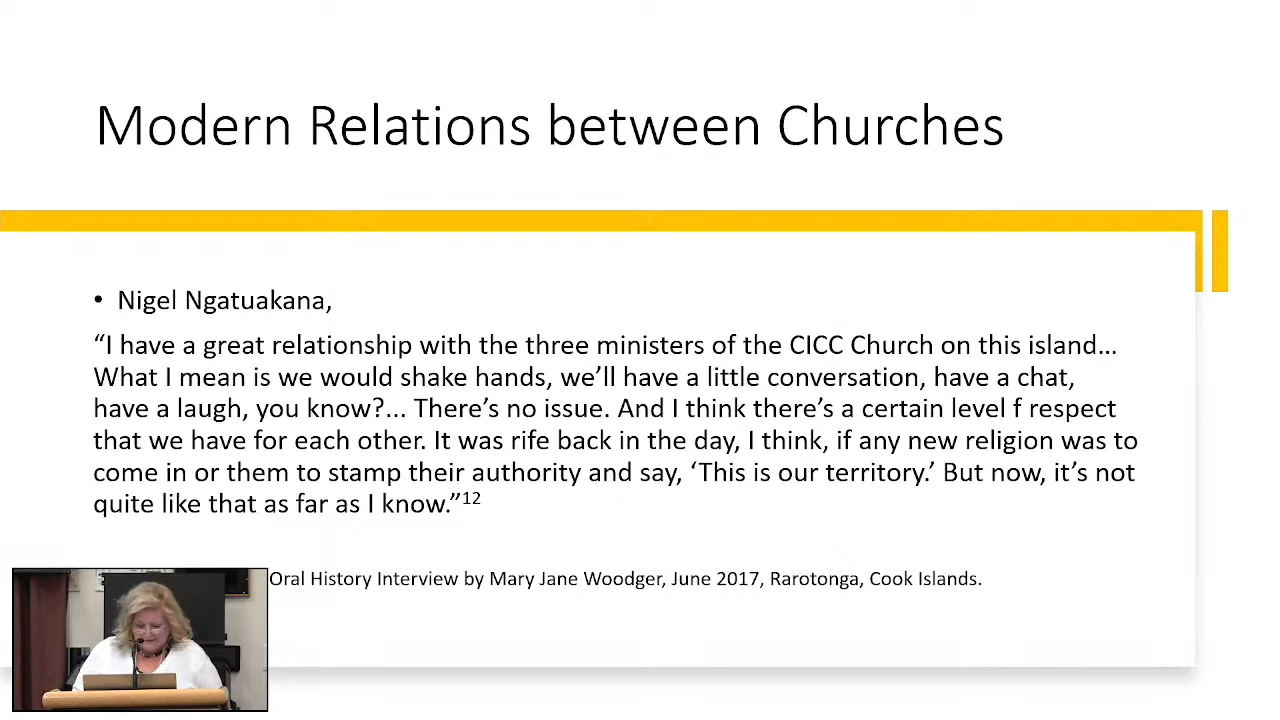 Modern Relations between Churches
• Nigel Ngatuakana,
“I have a great relationship with the three ministers of the CICC Church on this island…
What I mean is we would shake hands, we’ll have a little conversation, have a chat,
have a laugh, you know?... There’s no issue. And I think there’s a certain level f respect
that we have for each other. It was rife back in the day, I think, if any new religion was to
come in or them to stamp their authority and say, ‘This is our territory.’ But now, it’s not
quite like that as far as I know.”12
Oral History Interview by Mary Jane Woodger, June 2017, Rarotonga, Cook Islands.